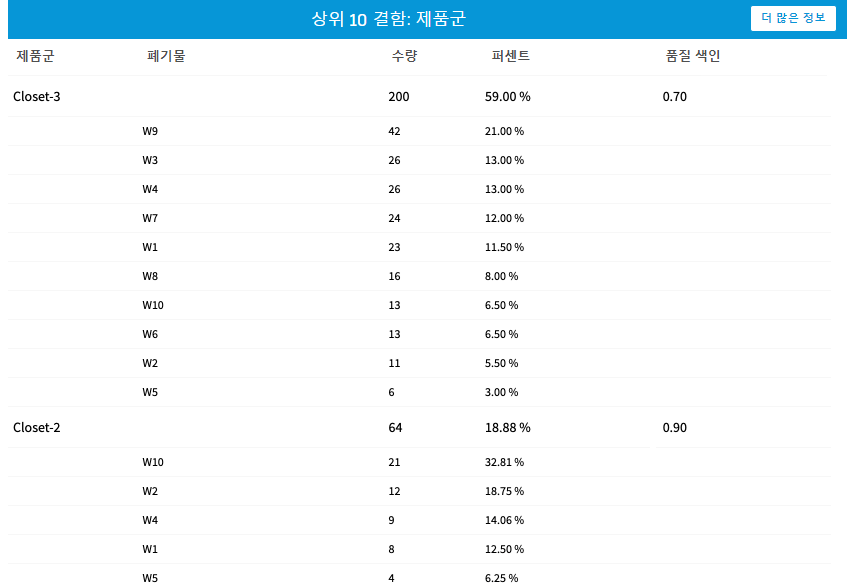 상위 10 결함: 제품군
더 많은 정보
제품군 폐기물 수량 퍼센트 품질 색인
Closet-3 200 59.00 % 0.70
W9 42 21.00 %
W3 26 13.00 %
W4 26 13.00 %
W7 24 12.00 %
W1 23 11.50 %
W8 16 8.00 %
W10 13 6.50 %
W6 13 6.50 %
W2 11 5.50 %
W5 6 3.00 %
Closet-2 64 18.88 % 0.90
W10 21 32.81 %
W2 12 18.75 %
W4 9 14.06 %
W1 8 12.50 %
W5 4 6.25 %